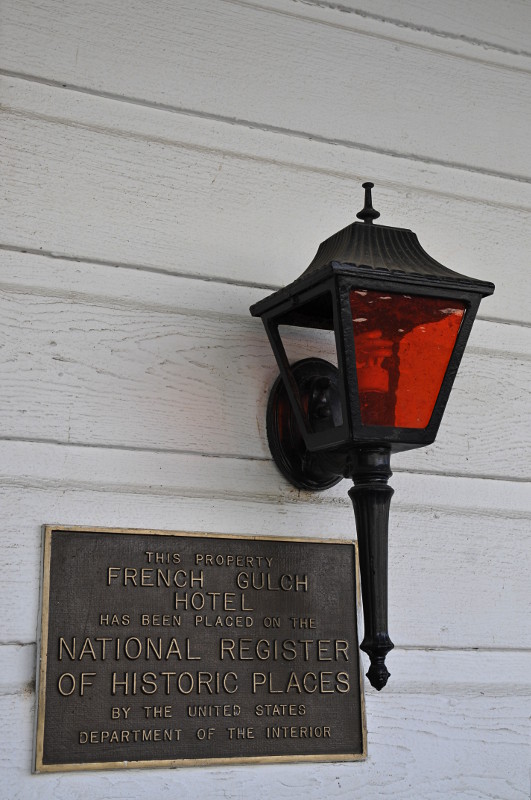 THIS PROPERTY
FRENCH GULCH
HOTEL
HAS BEEN PLACED ON THE
NATIONAL REGISTER
OF HISTORIC PLACES
BY THE UNITED STATES
DEPARTMENT OF THE INTERIOR